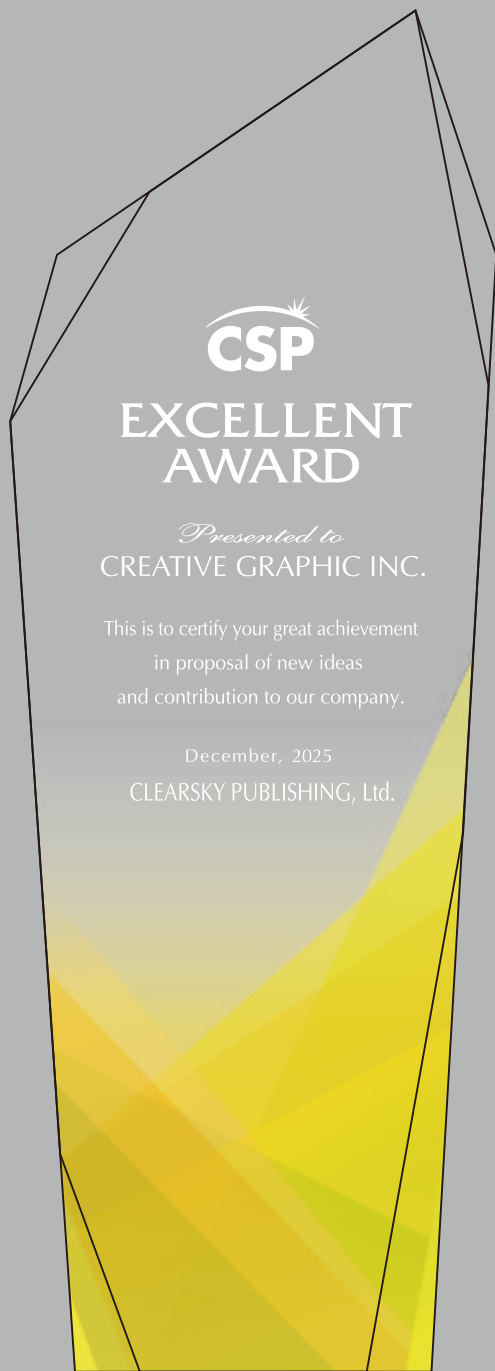 CSP
EXCELLENT
AWARD
Presented to
CREATIVE GRAPHIC INC.
This is to certify your great achievement
in proposal of new ideas
and contribution to our company.
December, 2025
CLEARSKY PUBLISHING, Ltd.